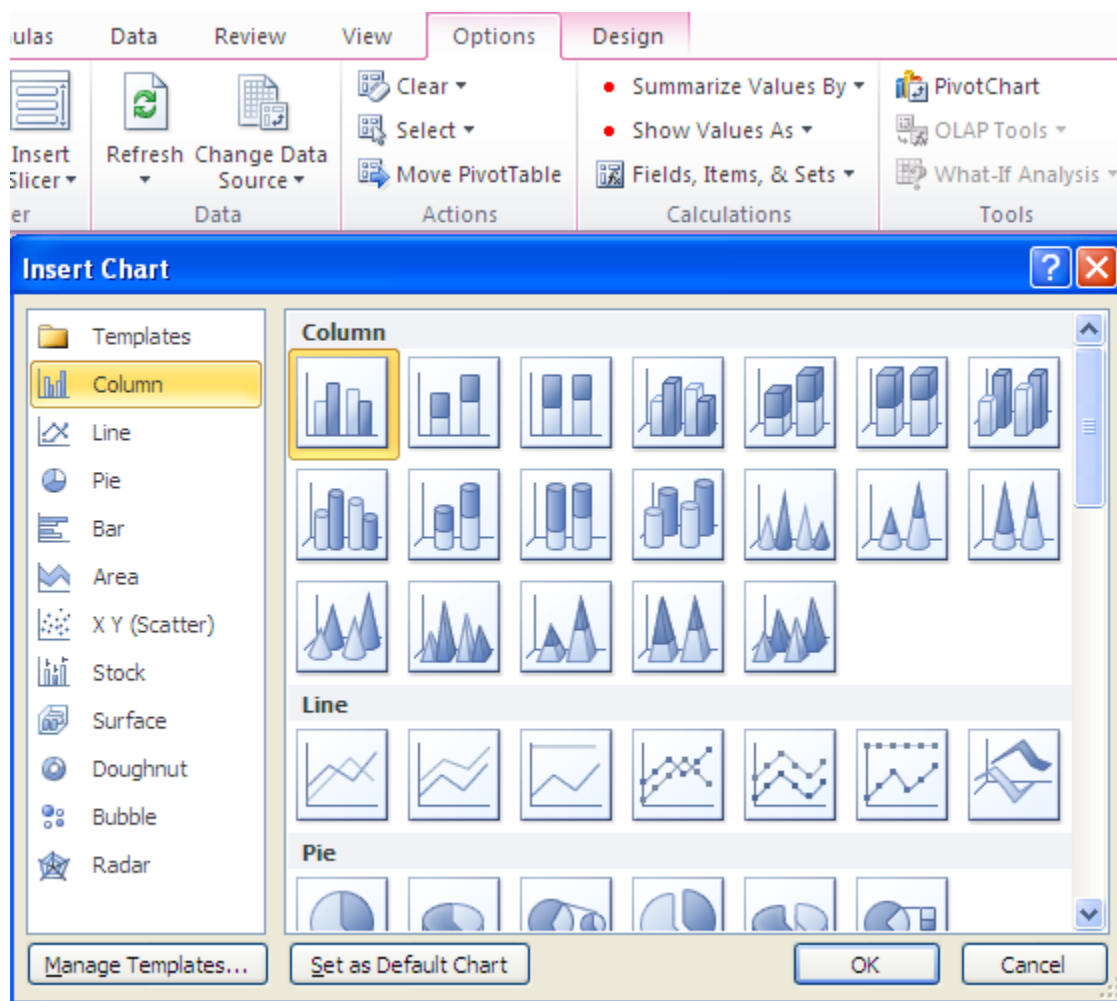 ulas Data Review View Options Design
Clear Summarize Values By PivotChart
Select Show Values As OLAP Tools
Insert Slicer Refresh Change Data Source Move PivotTable Fields, Items, & Sets What-If Analysis
er Data Actions Calculations Tools
Insert Chart
Templates
Column
Line
Pie
Bar
Area
X Y (Scatter)
Stock
Surface
Doughnut
Bubble
Radar
Column
Line
Pie
Manage Templates... Set as Default Chart OK Cancel